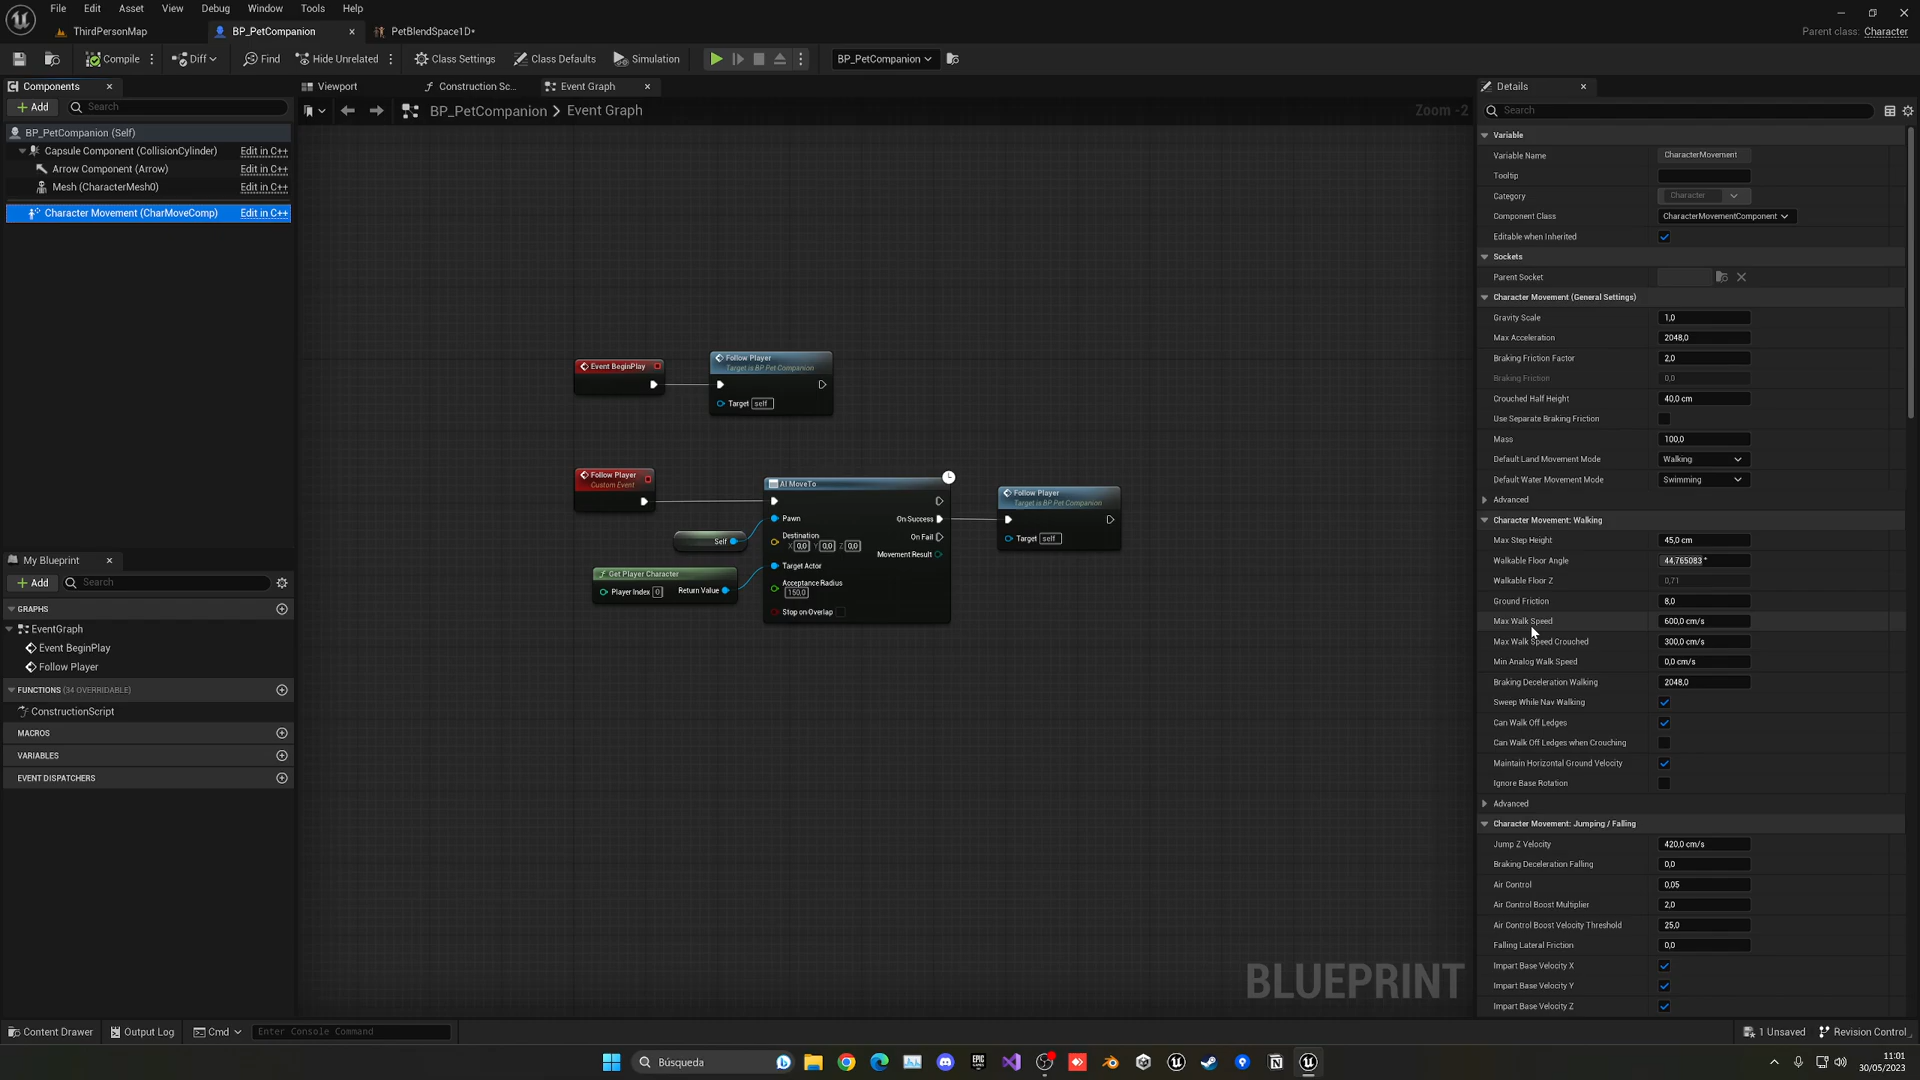 File Edit Asset View Debug Window Tools Help
ThirdPersonMap BP_PetCompanion PetBlendSpace1D*
Parent class: Character
Compile Diff Find Hide Unrelated Class Settings Class Defaults Simulation BP_PetCompanion
Components
Add Search
BP_PetCompanion (Self)
Capsule Component (CollisionCylinder) Edit in C++
Arrow Component (Arrow) Edit in C++
Mesh (CharacterMesh0) Edit in C++
Character Movement (CharMoveComp) Edit in C++
My Blueprint
Add Search
GRAPHS
EventGraph
Event BeginPlay
Follow Player
FUNCTIONS (34 OVERRIDABLE)
ConstructionScript
MACROS
VARIABLES
EVENT DISPATCHERS
Viewport Construction Sc... Event Graph
BP_PetCompanion > Event Graph
Zoom -2
Event BeginPlay
Follow Player
Target is BP Pet Companion
Target self
Follow Player
Custom Event
Self
Get Player Character
Player Index 0 Return Value
AI MoveTo
Pawn On Success
Destination On Fail
X 0,0 Y 0,0 Z 0,0
Movement Result
Target Actor
Acceptance Radius
150,0
Stop on Overlap
Follow Player
Target is BP Pet Companion
Target self
BLUEPRINT
Details
Search
Variable
Variable Name CharacterMovement
Tooltip
Category Character
Component Class CharacterMovementComponent
Editable when Inherited
Sockets
Parent Socket
Character Movement (General Settings)
Gravity Scale 1,0
Max Acceleration 2048,0
Braking Friction Factor 2,0
Braking Friction 0,0
Crouched Half Height 40,0 cm
Use Separate Braking Friction
Mass 100,0
Default Land Movement Mode Walking
Default Water Movement Mode Swimming
Advanced
Character Movement: Walking
Max Step Height 45,0 cm
Walkable Floor Angle 44,765083 °
Walkable Floor Z 0,71
Ground Friction 8,0
Max Walk Speed 600,0 cm/s
Max Walk Speed Crouched 300,0 cm/s
Min Analog Walk Speed 0,0 cm/s
Braking Deceleration Walking 2048,0
Sweep While Nav Walking
Can Walk Off Ledges
Can Walk Off Ledges when Crouching
Maintain Horizontal Ground Velocity
Ignore Base Rotation
Advanced
Character Movement: Jumping / Falling
Jump Z Velocity 420,0 cm/s
Braking Deceleration Falling 0,0
Air Control 0,05
Air Control Boost Multiplier 2,0
Air Control Boost Velocity Threshold 25,0
Falling Lateral Friction 0,0
Impart Base Velocity X
Impart Base Velocity Y
Impart Base Velocity Z
Content Drawer Output Log Cmd Enter Console Command 1 Unsaved Revision Control
Búsqueda
EPIC
11:01
30/05/2023